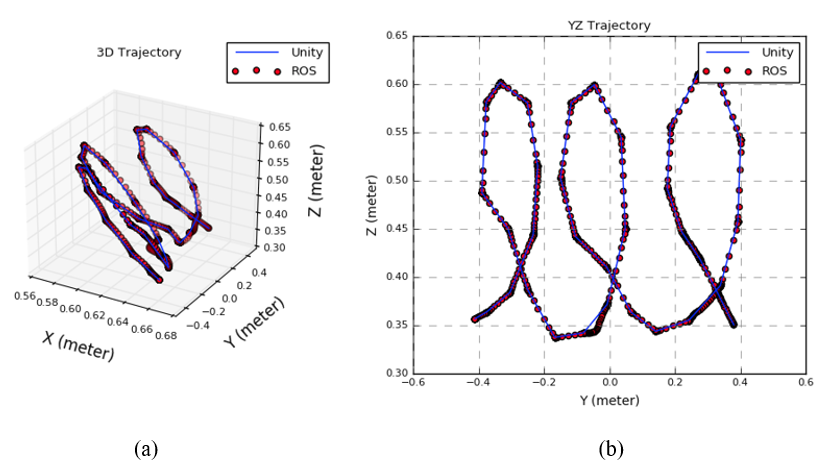 3D Trajectory
Unity
ROS
0.65
0.60
0.55
0.50
0.45
0.40
0.35
0.30
Z (meter)
0.56 0.58 0.60 0.62 0.64 0.66 0.68
X (meter)
−0.4 −0.2 0.0 0.2 0.4
Y (meter)
(a)
YZ Trajectory
Unity
ROS
0.65
0.60
0.55
0.50
0.45
0.40
0.35
0.30
Z (meter)
−0.6 −0.4 −0.2 0.0 0.2 0.4 0.6
Y (meter)
(b)